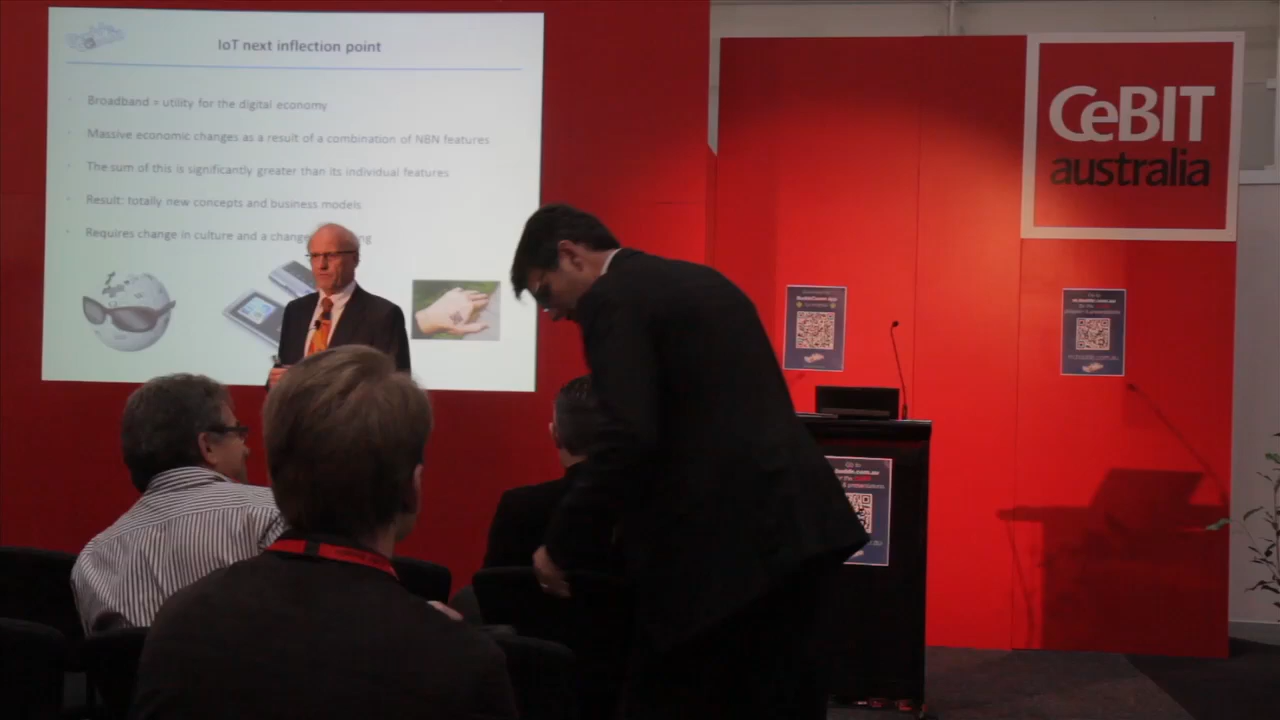 IoT next inflection point
Broadband = utility for the digital economy
Massive economic changes as a result of a combination of NBN features
The sum of this is significantly greater than its individual features
Result: totally new concepts and business models
Requires change in culture and a change
CeBIT
australia
Go to